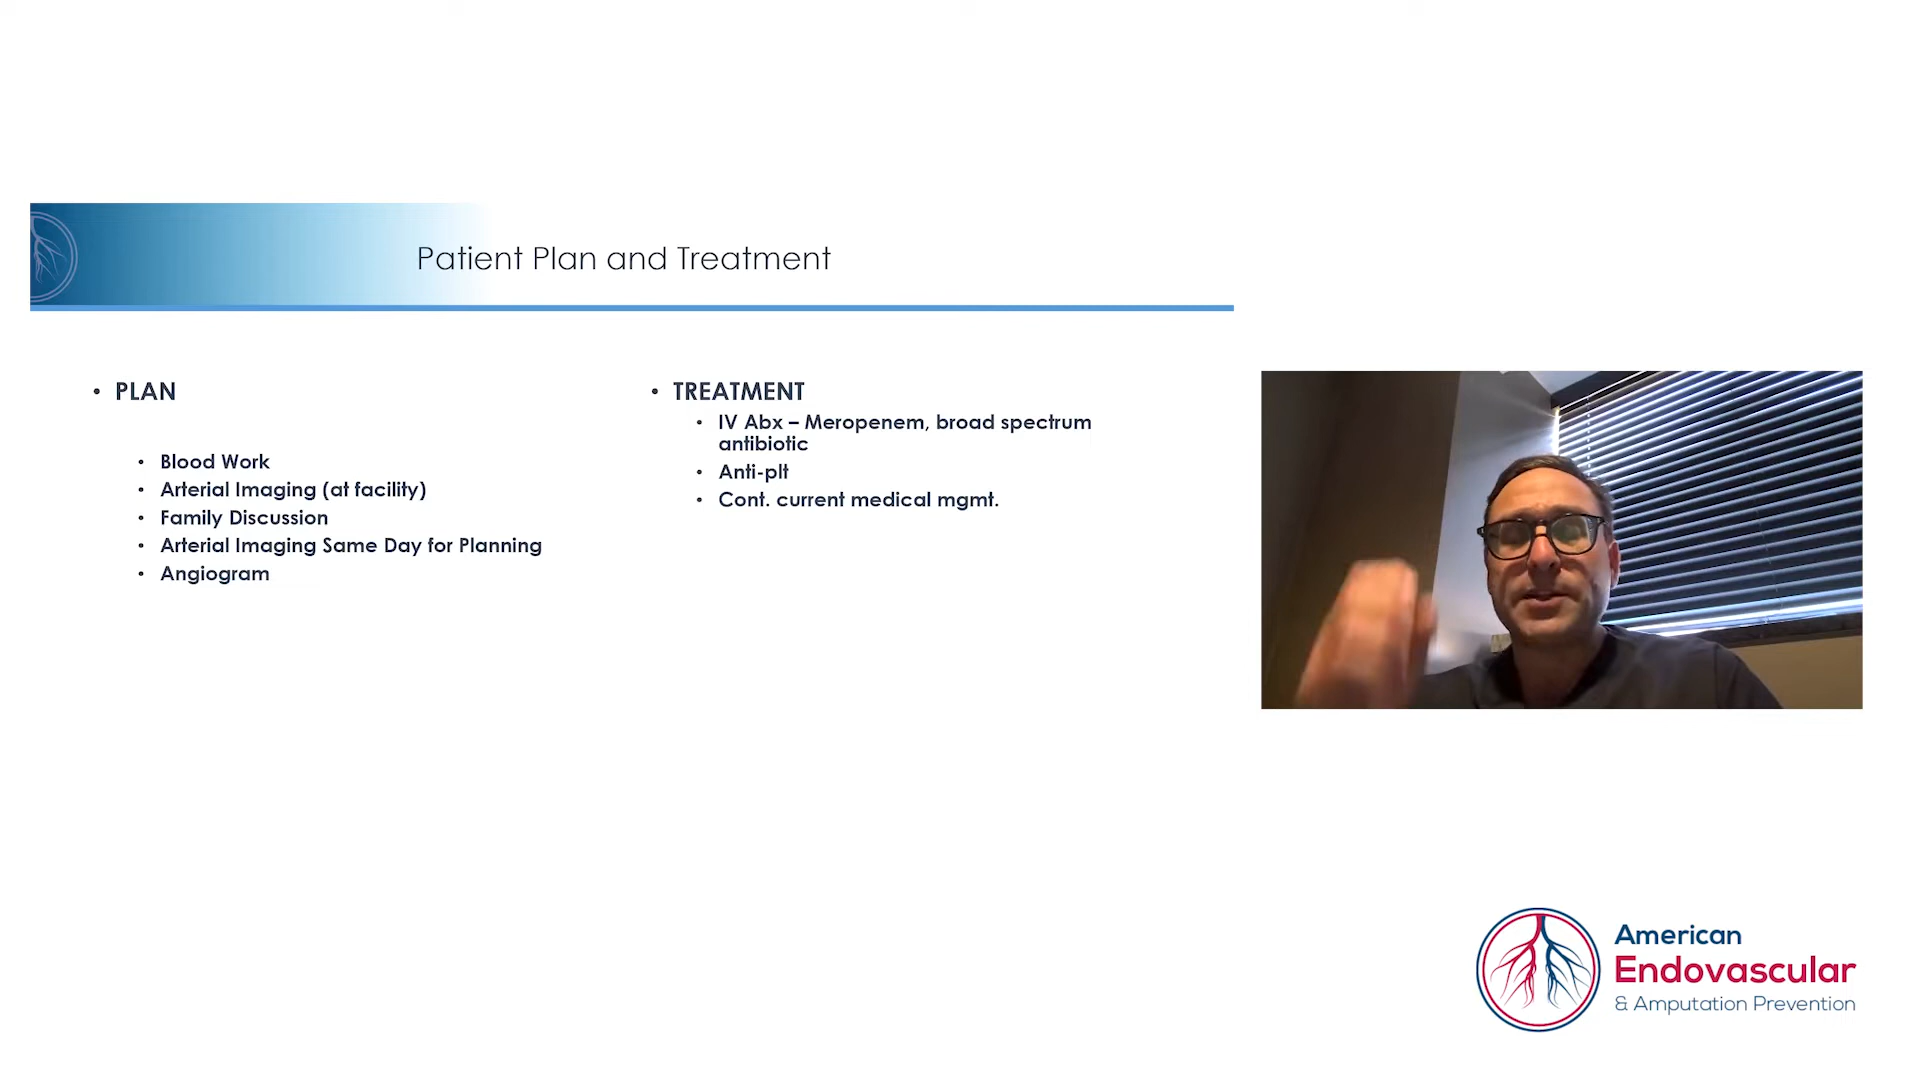 Patient Plan and Treatment
• PLAN
• Blood Work
• Arterial Imaging (at facility)
• Family Discussion
• Arterial Imaging Same Day for Planning
• Angiogram
• TREATMENT
• IV Abx – Meropenem, broad spectrum
antibiotic
• Anti-plt
• Cont. current medical mgmt.
American
Endovascular
& Amputation Prevention